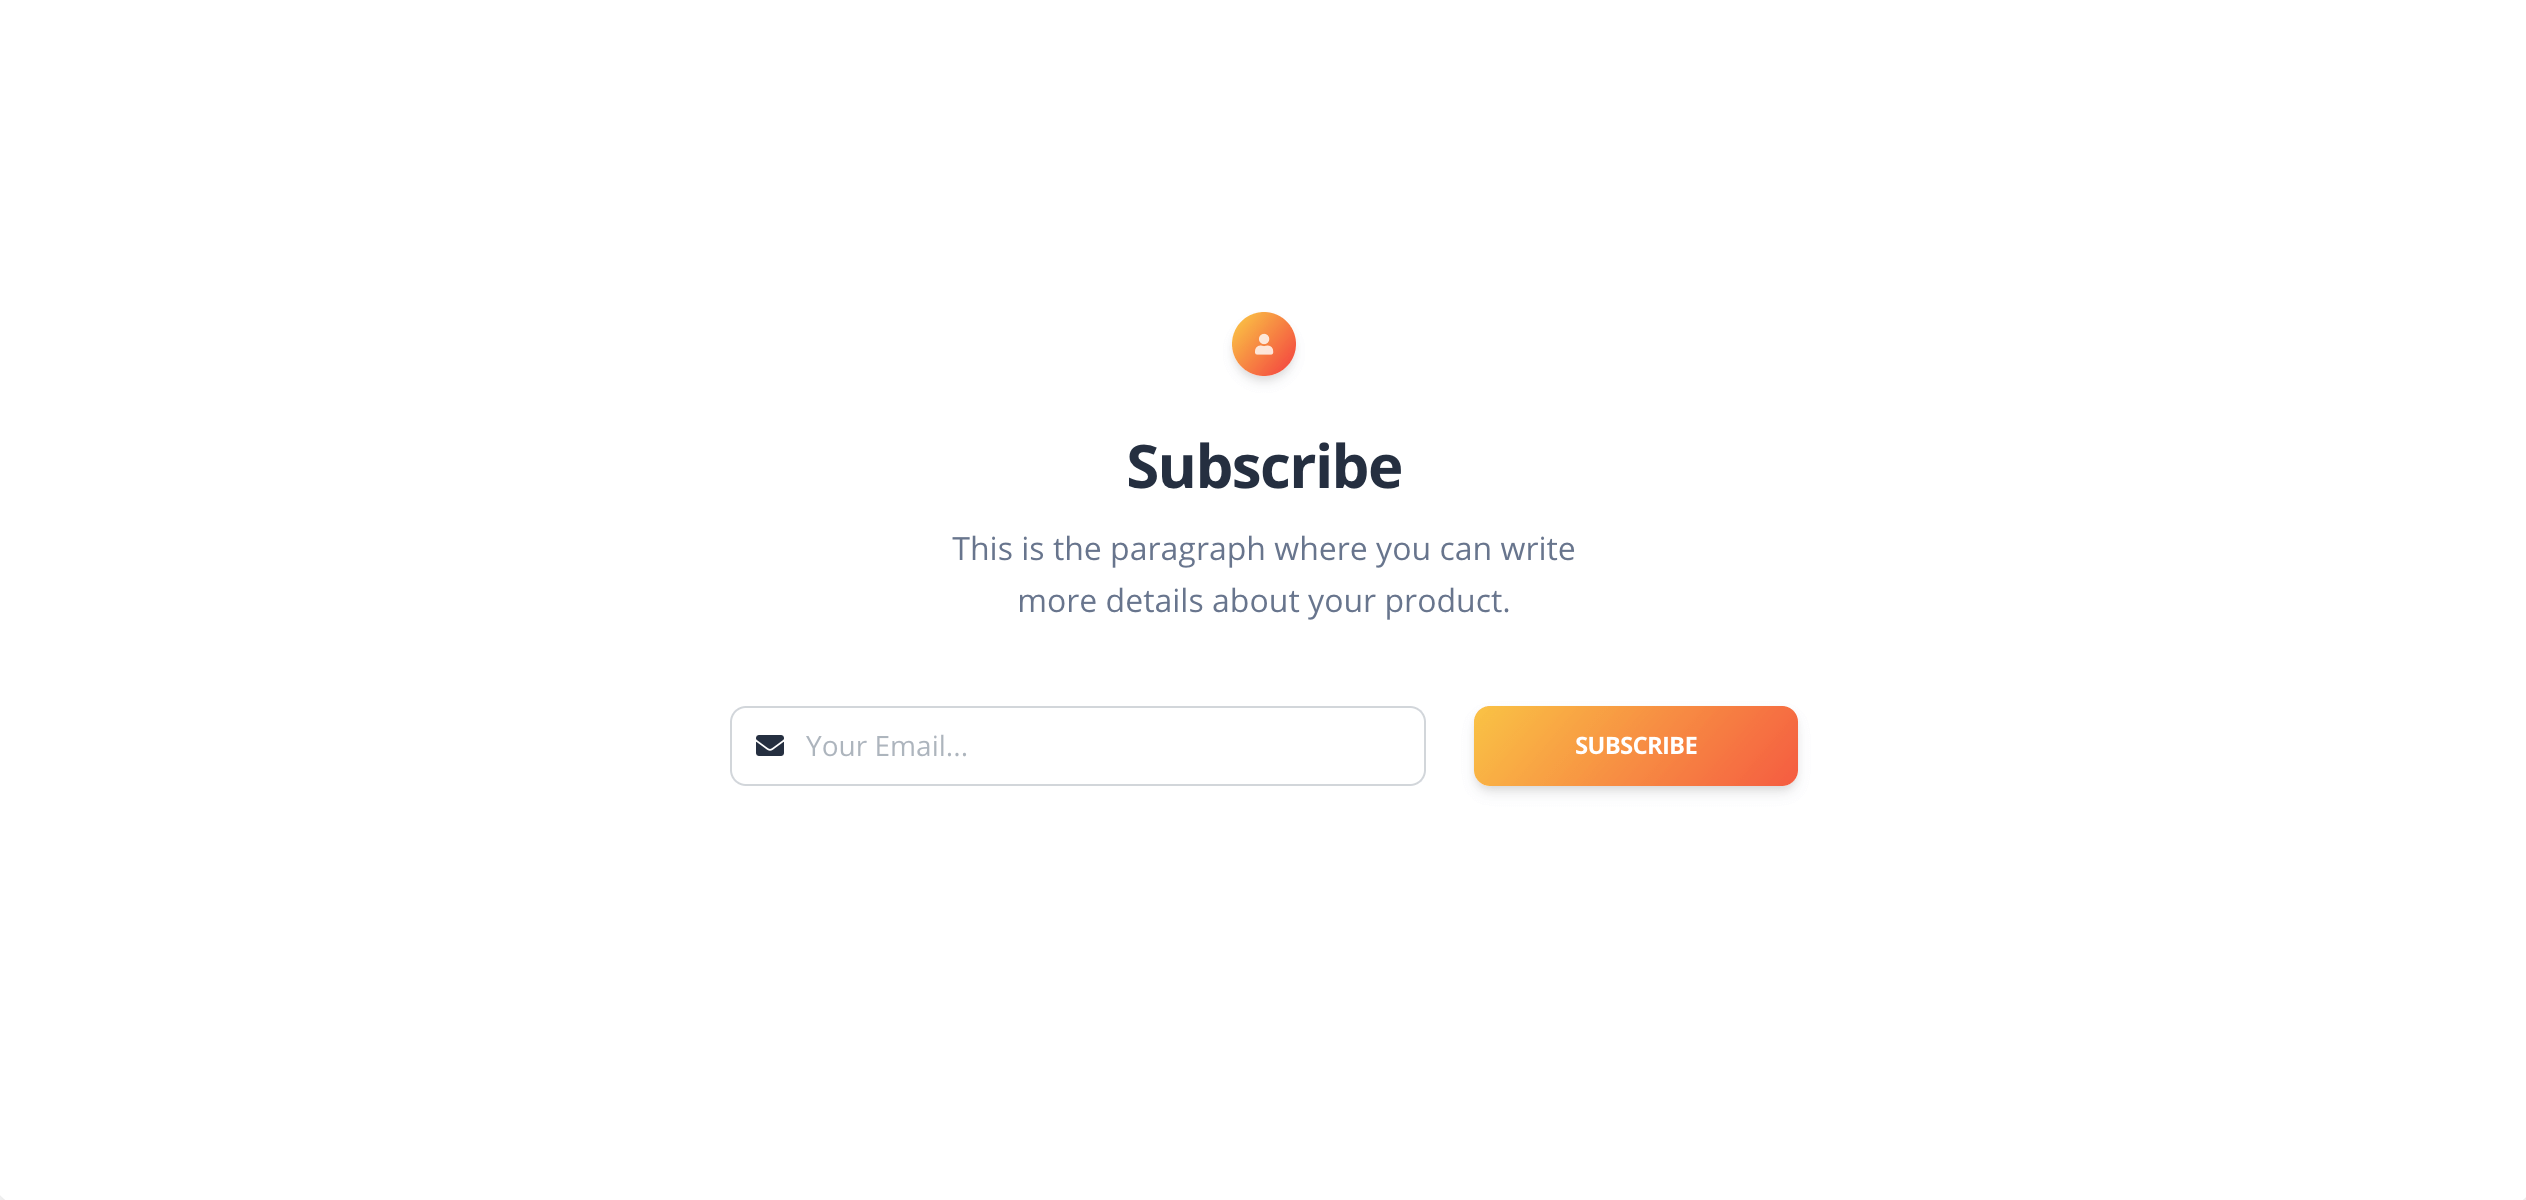 Subscribe
This is the paragraph where you can write
more details about your product.
Your Email...
SUBSCRIBE